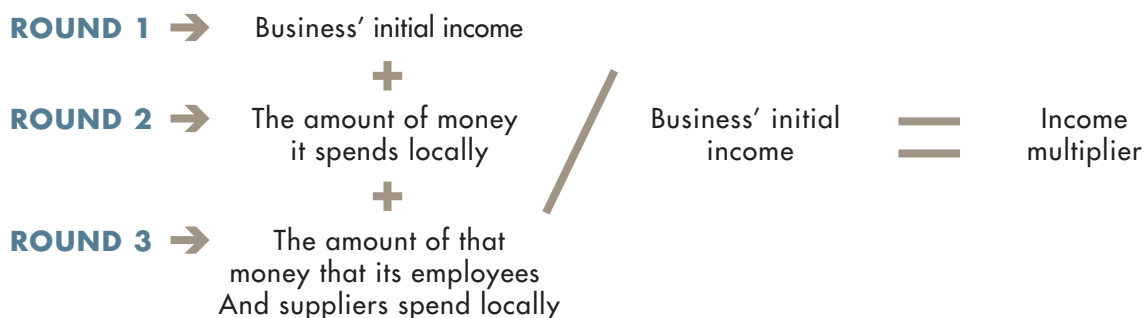 ROUND 1 → Business’ initial income
+
ROUND 2 → The amount of money
it spends locally
+
ROUND 3 → The amount of that
money that its employees
And suppliers spend locally
/
Business’ initial
income
=
Income
multiplier